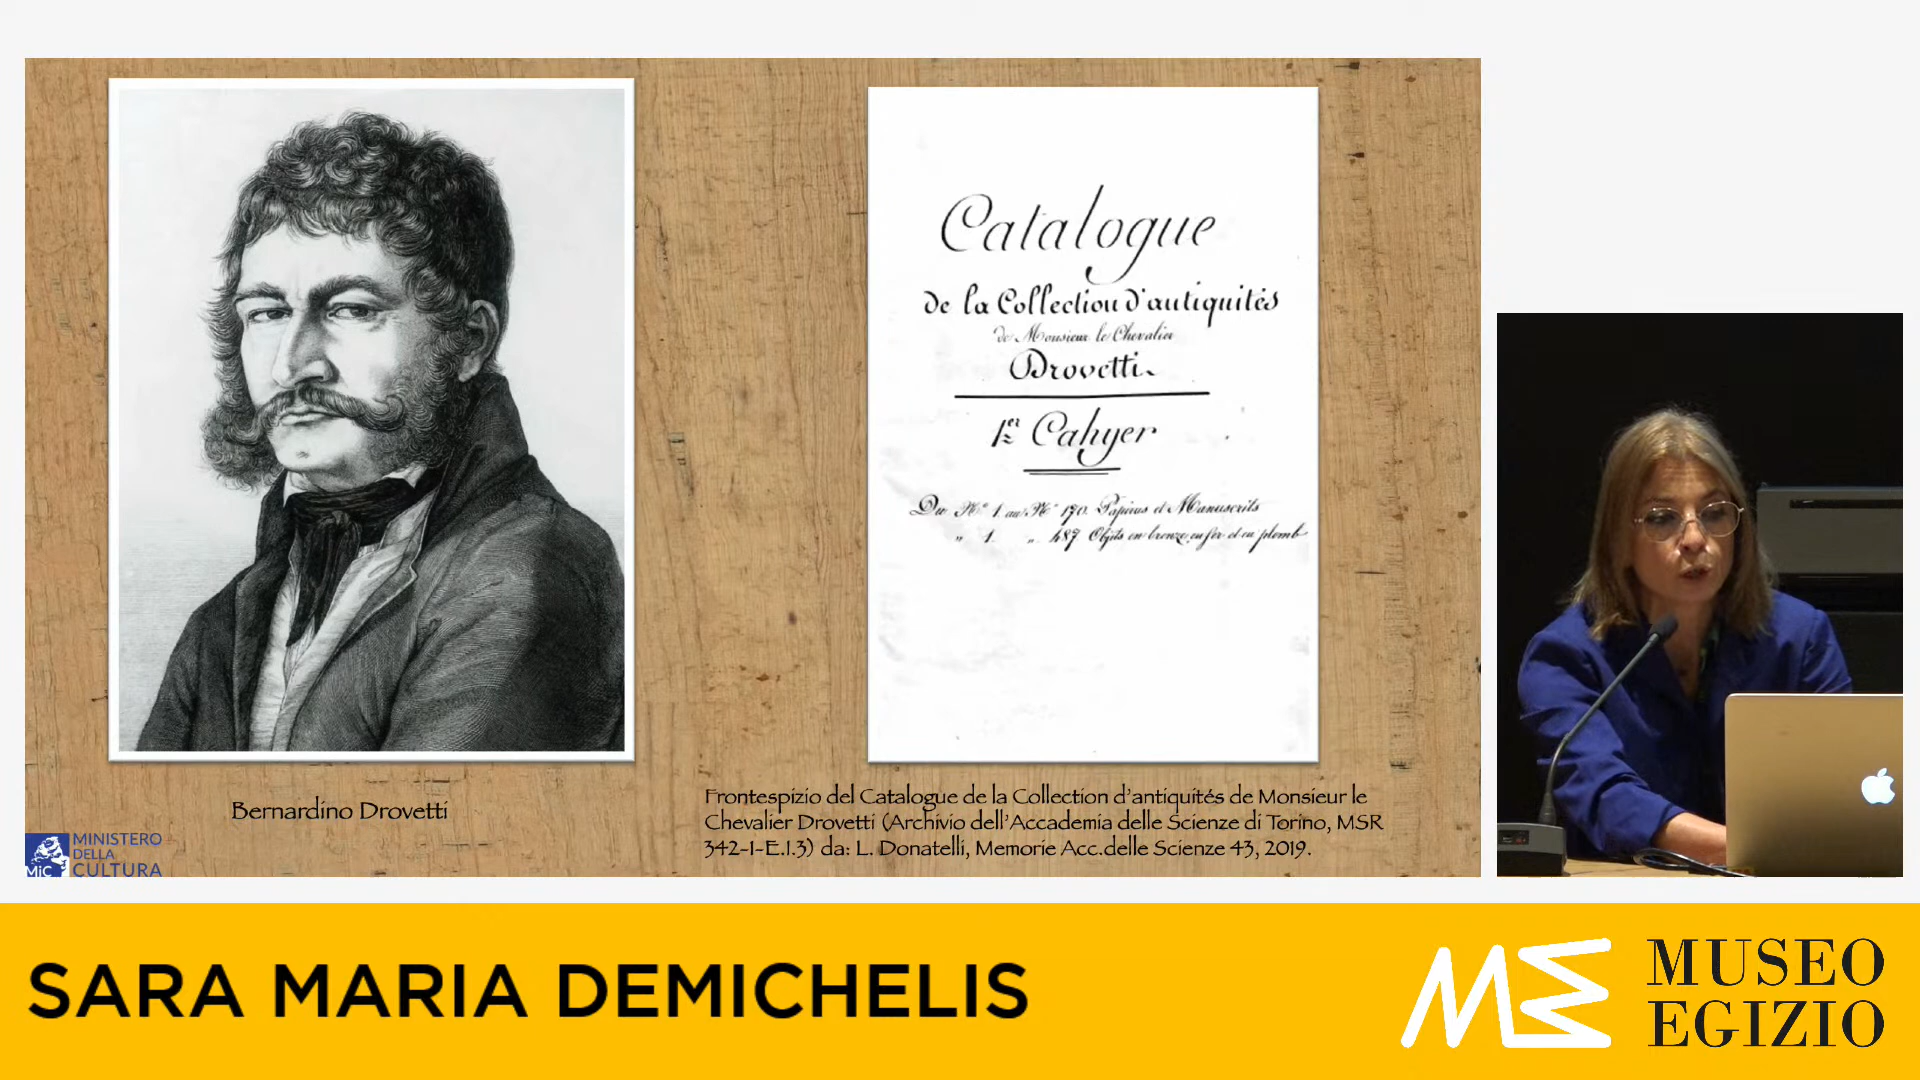 Catalogue
de la Collection d'antiquités
de Monsieur le Chevalier
Drovetti.
1er Cahyer
Du N.º 1 au N.º 170. Papirus et Manuscrits
" 1. " 487 Objets en bronze, en fer et en plomb
Bernardino Drovetti
Frontespizio del Catalogue de la Collection d'antiquités de Monsieur le
Chevalier Drovetti (Archivio dell'Accademia delle Scienze di Torino, MSR
342-1-E.I.3) da: L. Donatelli, Memorie Acc.delle Scienze 43, 2019.
MiC
MINISTERO
DELLA
CULTURA
SARA MARIA DEMICHELIS
ME
MUSEO
EGIZIO